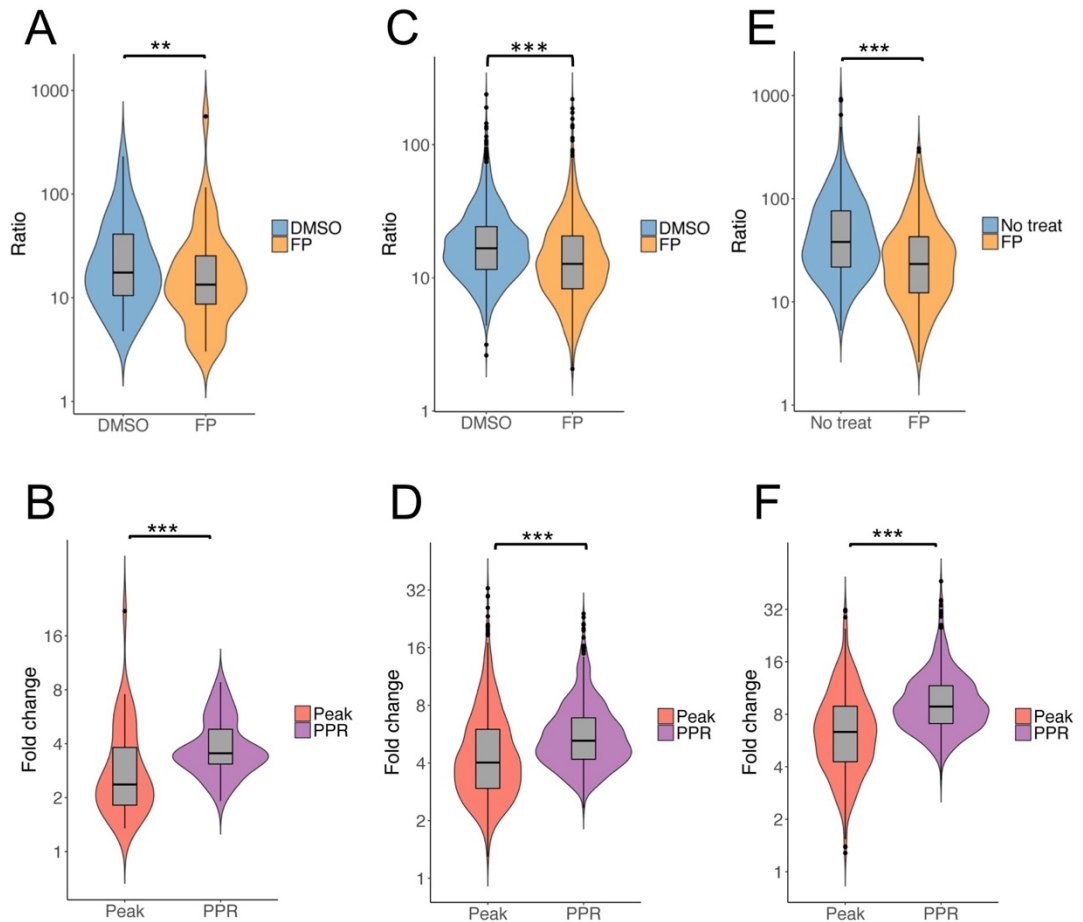 A
**
1000
100
10
1
Ratio
DMSO
FP
DMSO
FP
C
***
100
10
1
Ratio
DMSO
FP
DMSO
FP
E
***
1000
100
10
1
Ratio
No treat
FP
No treat
FP
B
***
16
8
4
2
1
Fold change
Peak
PPR
Peak
PPR
D
***
32
16
8
4
2
1
Fold change
Peak
PPR
Peak
PPR
F
***
32
16
8
4
2
1
Fold change
Peak
PPR
Peak
PPR